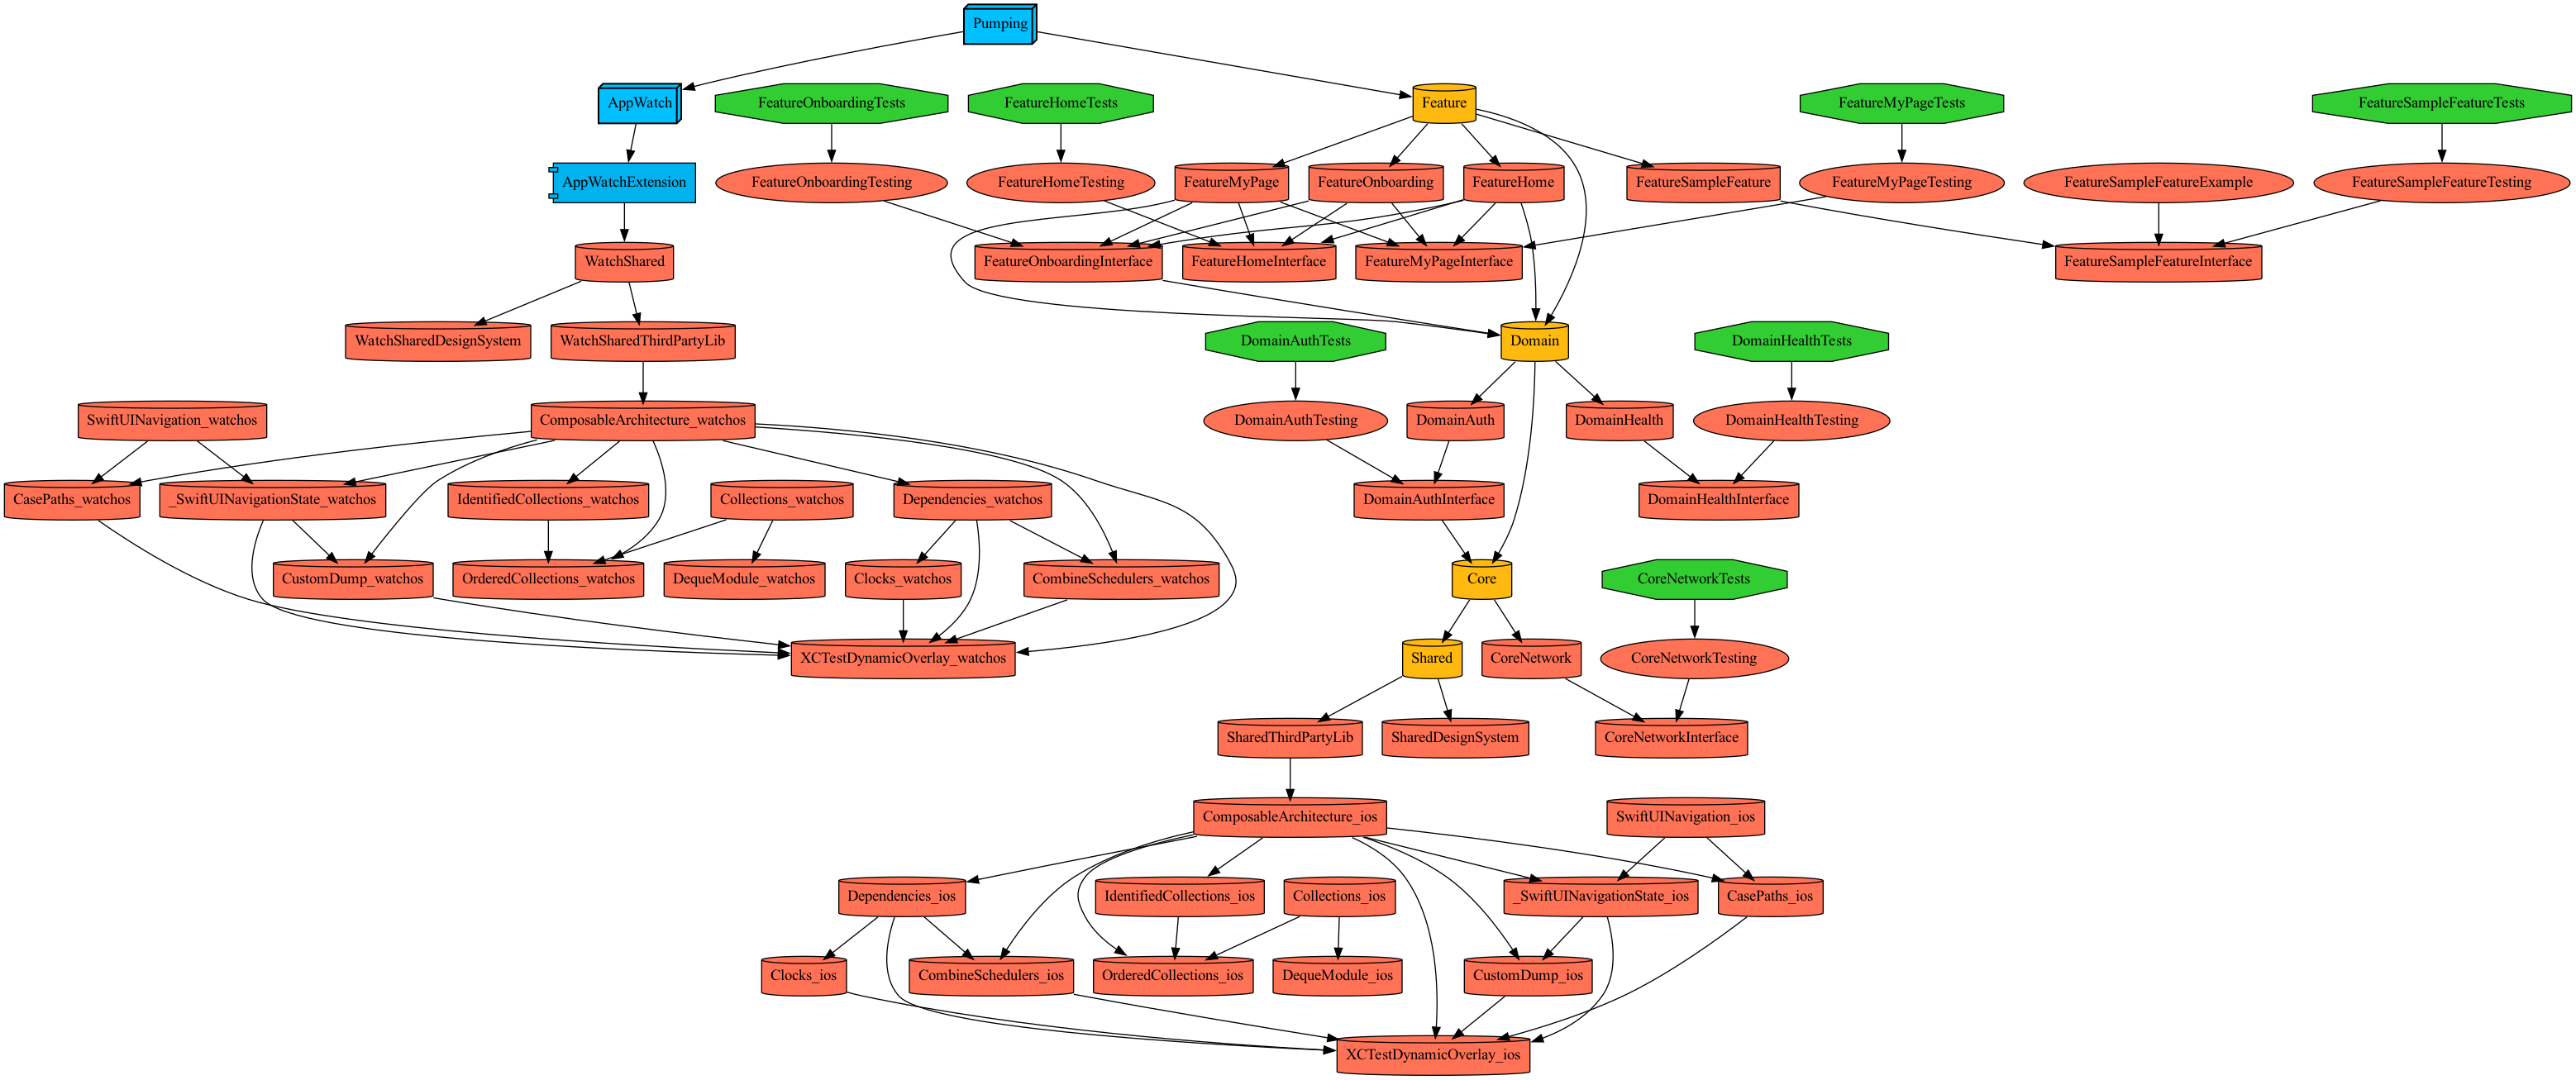 Pumping
AppWatch
FeatureOnboardingTests
FeatureHomeTests
Feature
FeatureMyPageTests
FeatureSampleFeatureTests
AppWatchExtension
FeatureOnboardingTesting
FeatureHomeTesting
FeatureMyPage
FeatureOnboarding
FeatureHome
FeatureSampleFeature
FeatureMyPageTesting
FeatureSampleFeatureExample
FeatureSampleFeatureTesting
WatchShared
FeatureOnboardingInterface
FeatureHomeInterface
FeatureMyPageInterface
FeatureSampleFeatureInterface
WatchSharedDesignSystem
WatchSharedThirdPartyLib
DomainAuthTests
Domain
DomainHealthTests
SwiftUINavigation_watchos
ComposableArchitecture_watchos
DomainAuthTesting
DomainAuth
DomainHealth
DomainHealthTesting
CasePaths_watchos
_SwiftUINavigationState_watchos
IdentifiedCollections_watchos
Collections_watchos
Dependencies_watchos
DomainAuthInterface
DomainHealthInterface
CustomDump_watchos
OrderedCollections_watchos
DequeModule_watchos
Clocks_watchos
CombineSchedulers_watchos
Core
CoreNetworkTests
XCTestDynamicOverlay_watchos
Shared
CoreNetwork
CoreNetworkTesting
SharedThirdPartyLib
SharedDesignSystem
CoreNetworkInterface
ComposableArchitecture_ios
SwiftUINavigation_ios
Dependencies_ios
IdentifiedCollections_ios
Collections_ios
_SwiftUINavigationState_ios
CasePaths_ios
Clocks_ios
CombineSchedulers_ios
OrderedCollections_ios
DequeModule_ios
CustomDump_ios
XCTestDynamicOverlay_ios